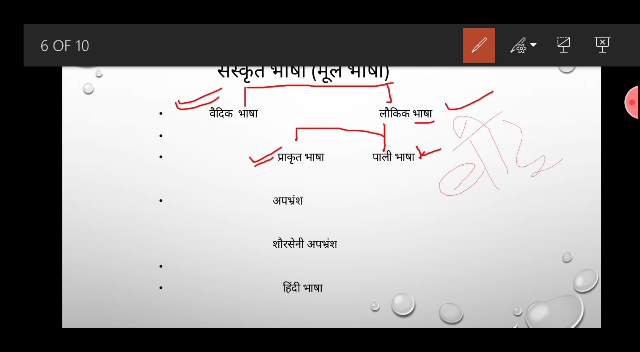 6 OF 10
संस्कृत भाषा (मूल भाषा)
वैदिक भाषा लौकिक भाषा
प्राकृत भाषा पाली भाषा
अपभ्रंश
शौरसेनी अपभ्रंश
हिंदी भाषा